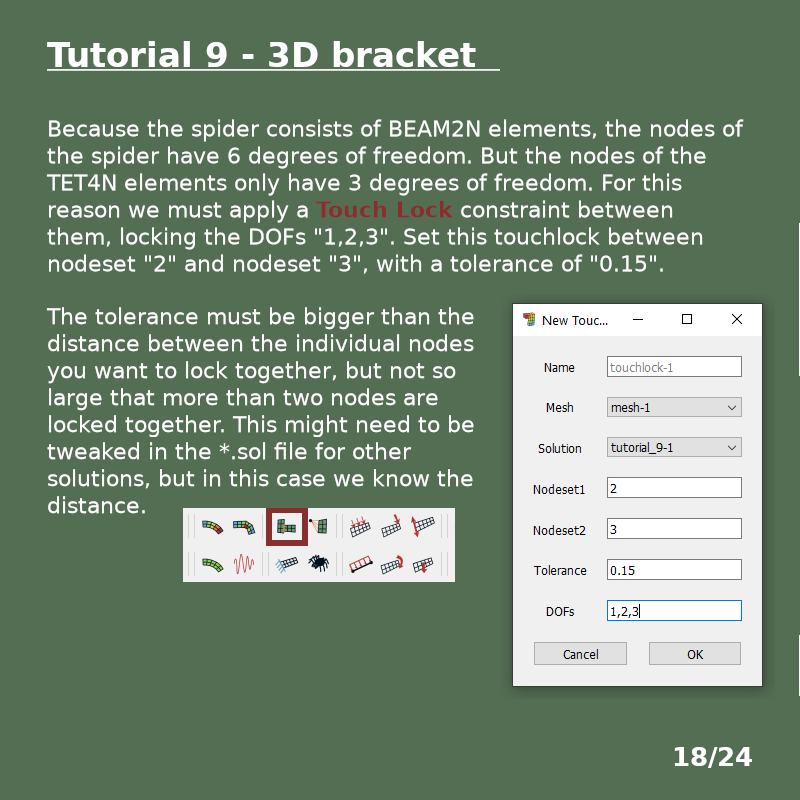 Tutorial 9 - 3D bracket
Because the spider consists of BEAM2N elements, the nodes of
the spider have 6 degrees of freedom. But the nodes of the
TET4N elements only have 3 degrees of freedom. For this
reason we must apply a Touch Lock constraint between
them, locking the DOFs "1,2,3". Set this touchlock between
nodeset "2" and nodeset "3", with a tolerance of "0.15".
The tolerance must be bigger than the
distance between the individual nodes
you want to lock together, but not so
large that more than two nodes are
locked together. This might need to be
tweaked in the *.sol file for other
solutions, but in this case we know the
distance.
New Touc...
Name touchlock-1
Mesh mesh-1
Solution tutorial_9-1
Nodeset1 2
Nodeset2 3
Tolerance 0.15
DOFs 1,2,3
Cancel OK
18/24